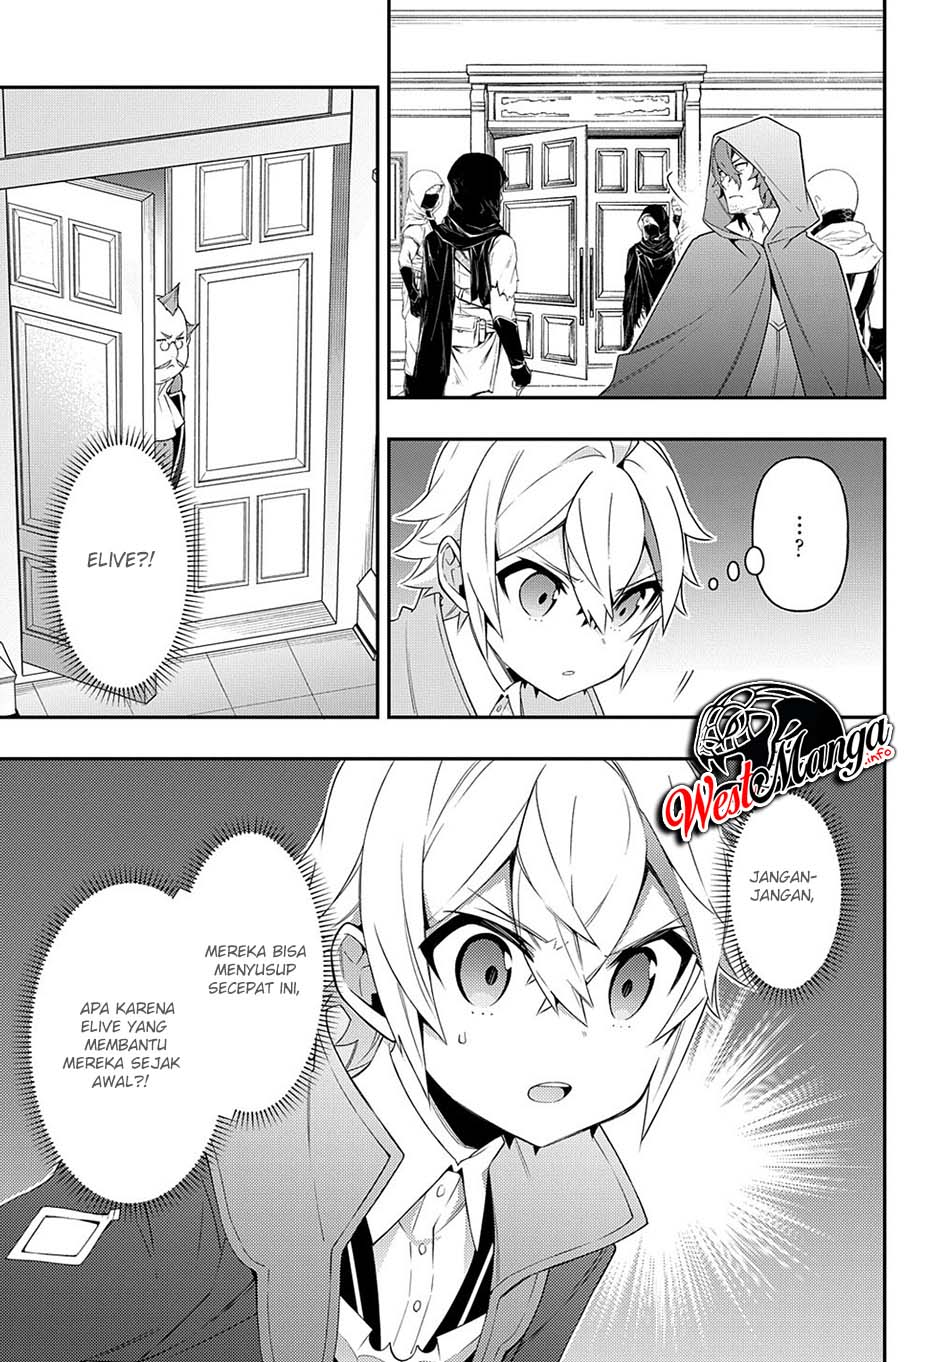 ...?
ELIVE?!
WestManga
.info
JANGAN-
JANGAN,
MEREKA BISA
MENYUSUP
SECEPAT INI,
APA KARENA
ELIVE YANG
MEMBANTU
MEREKA SEJAK
AWAL?!